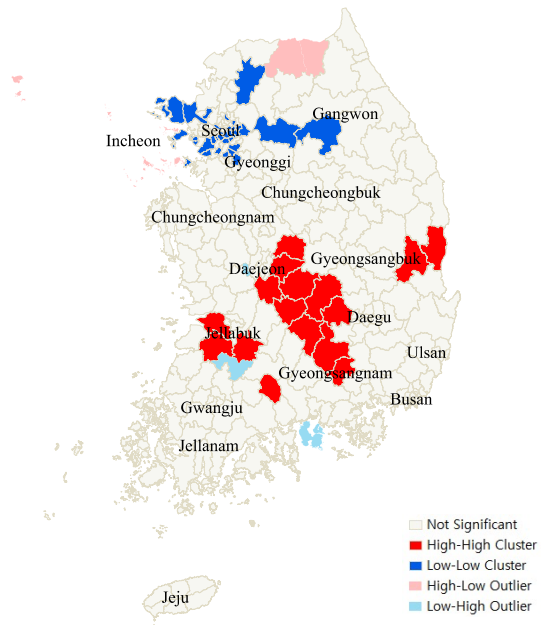 Gangwon
Seoul
Incheon
Gyeonggi
Chungcheongbuk
Chungcheongnam
Gyeongsangbuk
Daejeon
Daegu
Jellabuk
Ulsan
Gyeongsangnam
Busan
Gwangju
Jellanam
Jeju
Not Significant
High-High Cluster
Low-Low Cluster
High-Low Outlier
Low-High Outlier